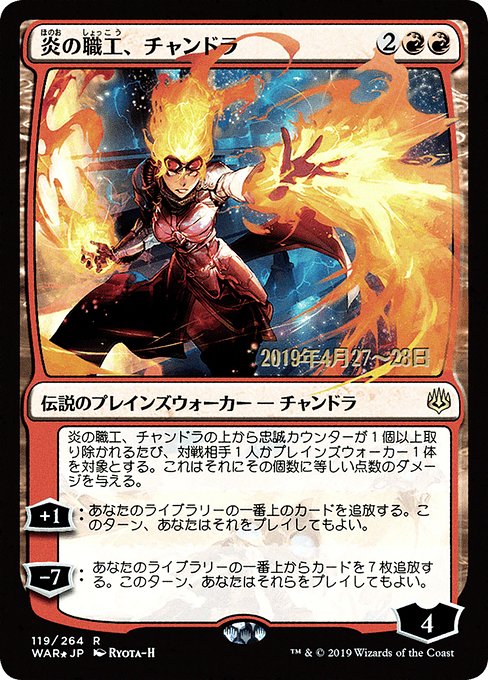 ほのお しょっこう
炎の職工、チャンドラ 2
2019年4月27~28日
伝説のプレインズウォーカー — チャンドラ
炎の職工、チャンドラの上から忠誠カウンターが1個以上取
り除かれるたび、対戦相手1人かプレインズウォーカー1体
を対象とする。これはそれにその個数に等しい点数のダメー
ジを与える。
+1 : あなたのライブラリーの一番上のカードを追放する。こ
のターン、あなたはそれをプレイしてもよい。
-7 : あなたのライブラリーの一番上からカードを7枚追放す
る。このターン、あなたはそれらをプレイしてもよい。
4
119/264 R
WAR★JP Ryota-H
™ & © 2019 Wizards of the Coast